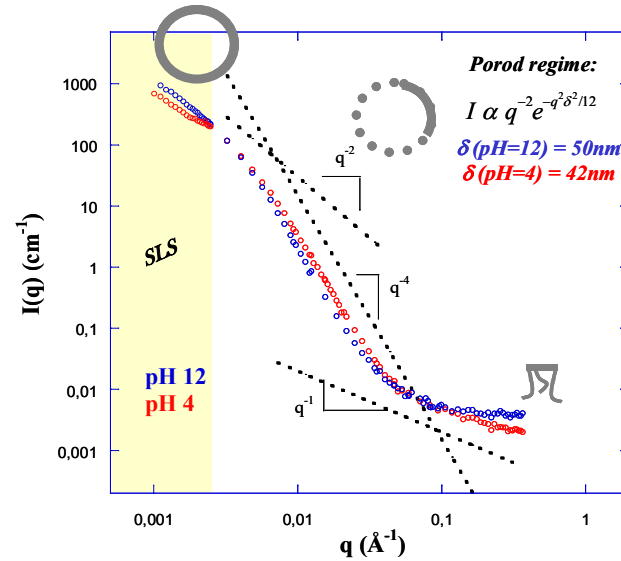 Porod regime:
I α q⁻² e^(-q²δ²/12)
δ (pH=12) = 50nm
δ (pH=4) = 42nm
1000
100
10
1
0,1
0,01
0,001
I(q) (cm⁻¹)
q⁻²
q⁻⁴
q⁻¹
SLS
pH 12
pH 4
0,001
0,01
0,1
1
q (Å⁻¹)